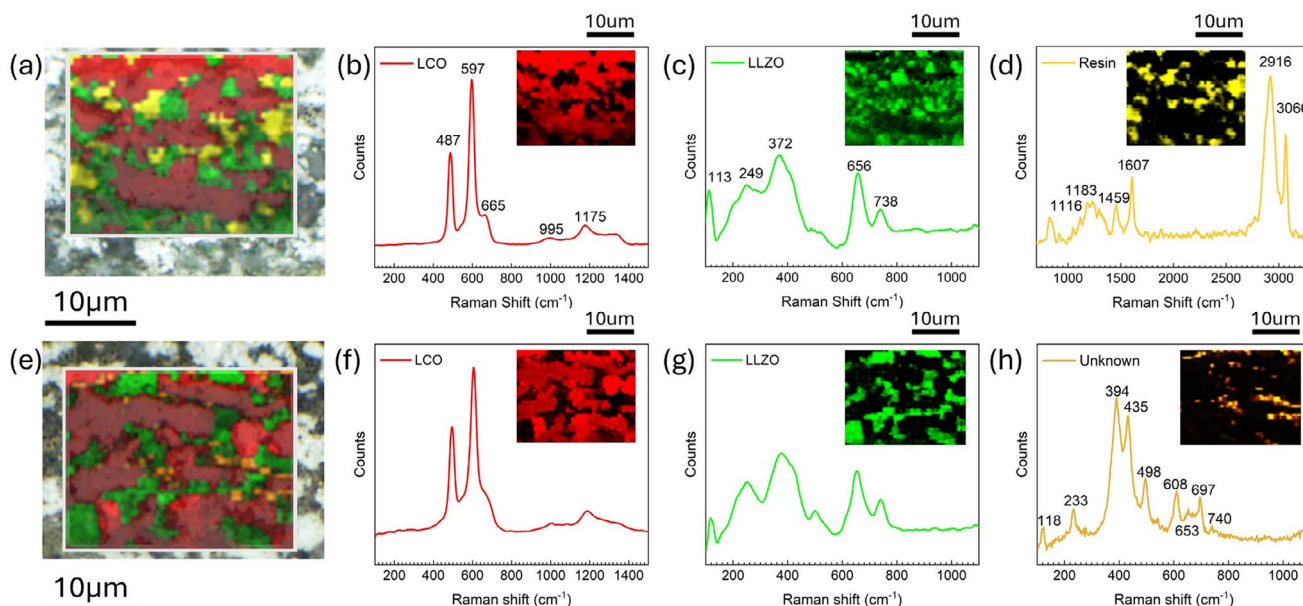 10um
10um
10um
(a)
(b)
LCO
487
597
665
995
1175
Counts
200 400 600 800 1000 1200 1400
Raman Shift (cm-1)
(c)
LLZO
113
249
372
656
738
Counts
200 400 600 800 1000
Raman Shift (cm-1)
(d)
Resin
1116
1183
1459
1607
2916
3060
Counts
1000 1500 2000 2500 3000
Raman Shift (cm-1)
10μm
10um
10um
10um
(e)
(f)
LCO
Counts
200 400 600 800 1000 1200 1400
Raman shift (cm-1)
(g)
LLZO
Counts
200 400 600 800 1000
Raman shift (cm-1)
(h)
Unknown
118
233
394
435
498
608
653
697
740
Counts
200 400 600 800 1000
Raman shift (cm-1)
10μm